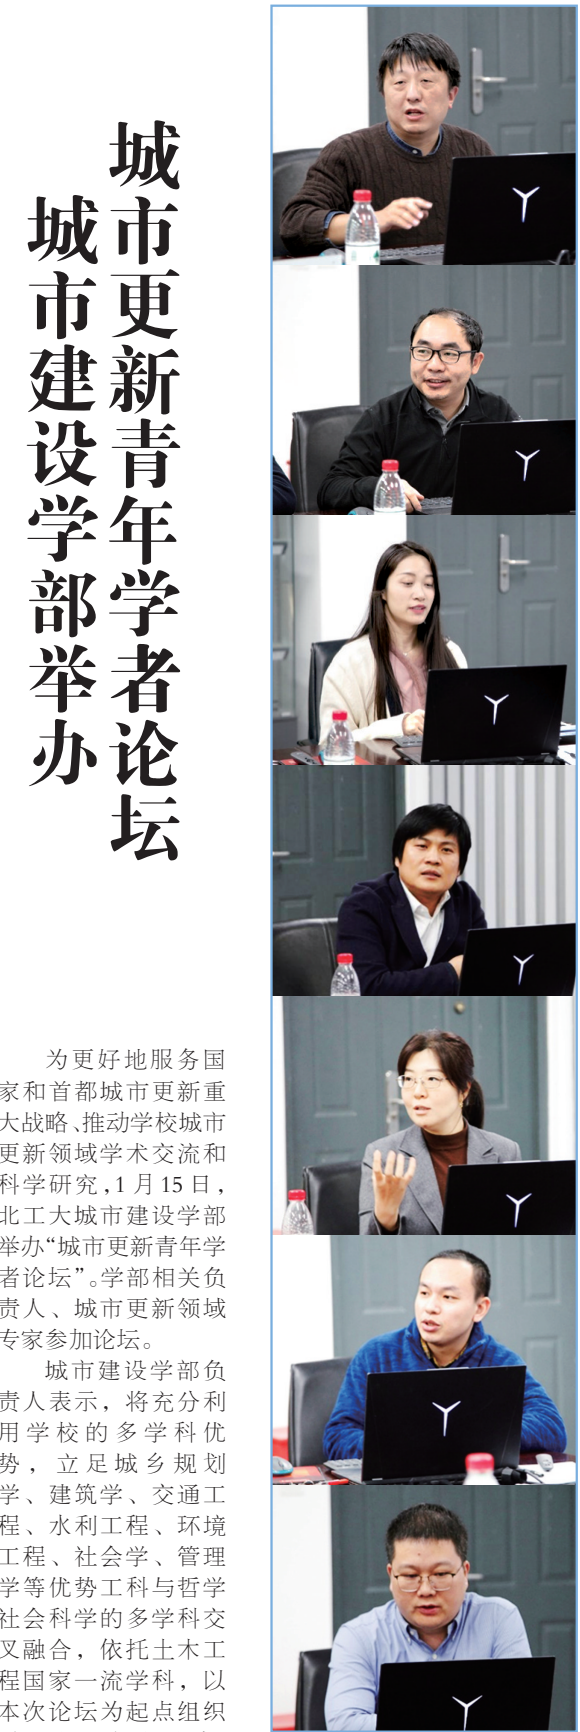 城市建设学部举办
城市更新青年学者论坛
为更好地服务国
家和首都城市更新重
大战略、推动学校城市
更新领域学术交流和
科学研究,1月15日,
北工大城市建设学部
举办“城市更新青年学
者论坛”。学部相关负
责人、城市更新领域
专家参加论坛。
城市建设学部负
责人表示，将充分利
用学校的多学科优
势，立足城乡规划
学、建筑学、交通工
程、水利工程、环境
工程、社会学、管理
学等优势工科与哲学
社会科学的多学科交
叉融合，依托土木工
程国家一流学科，以
本次论坛为起点组织